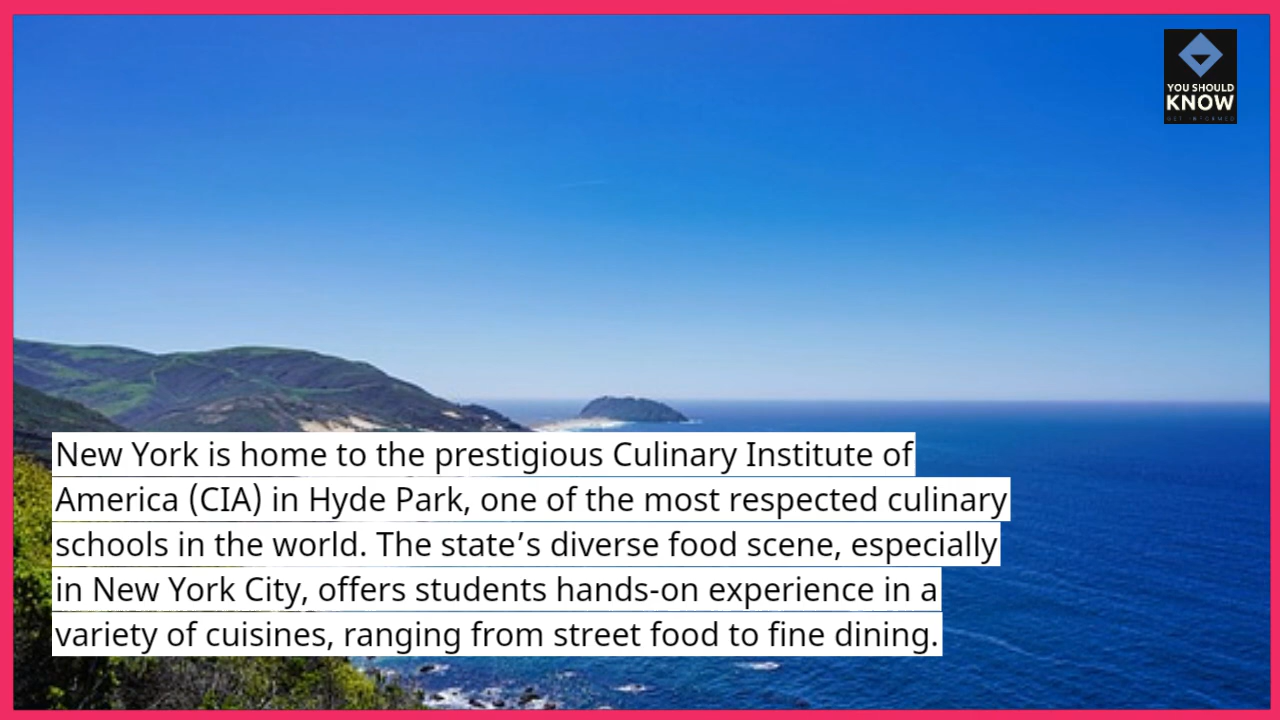 YOU SHOULD
KNOW
GET INFORMED
New York is home to the prestigious Culinary Institute of
America (CIA) in Hyde Park, one of the most respected culinary
schools in the world. The state’s diverse food scene, especially
in New York City, offers students hands-on experience in a
variety of cuisines, ranging from street food to fine dining.